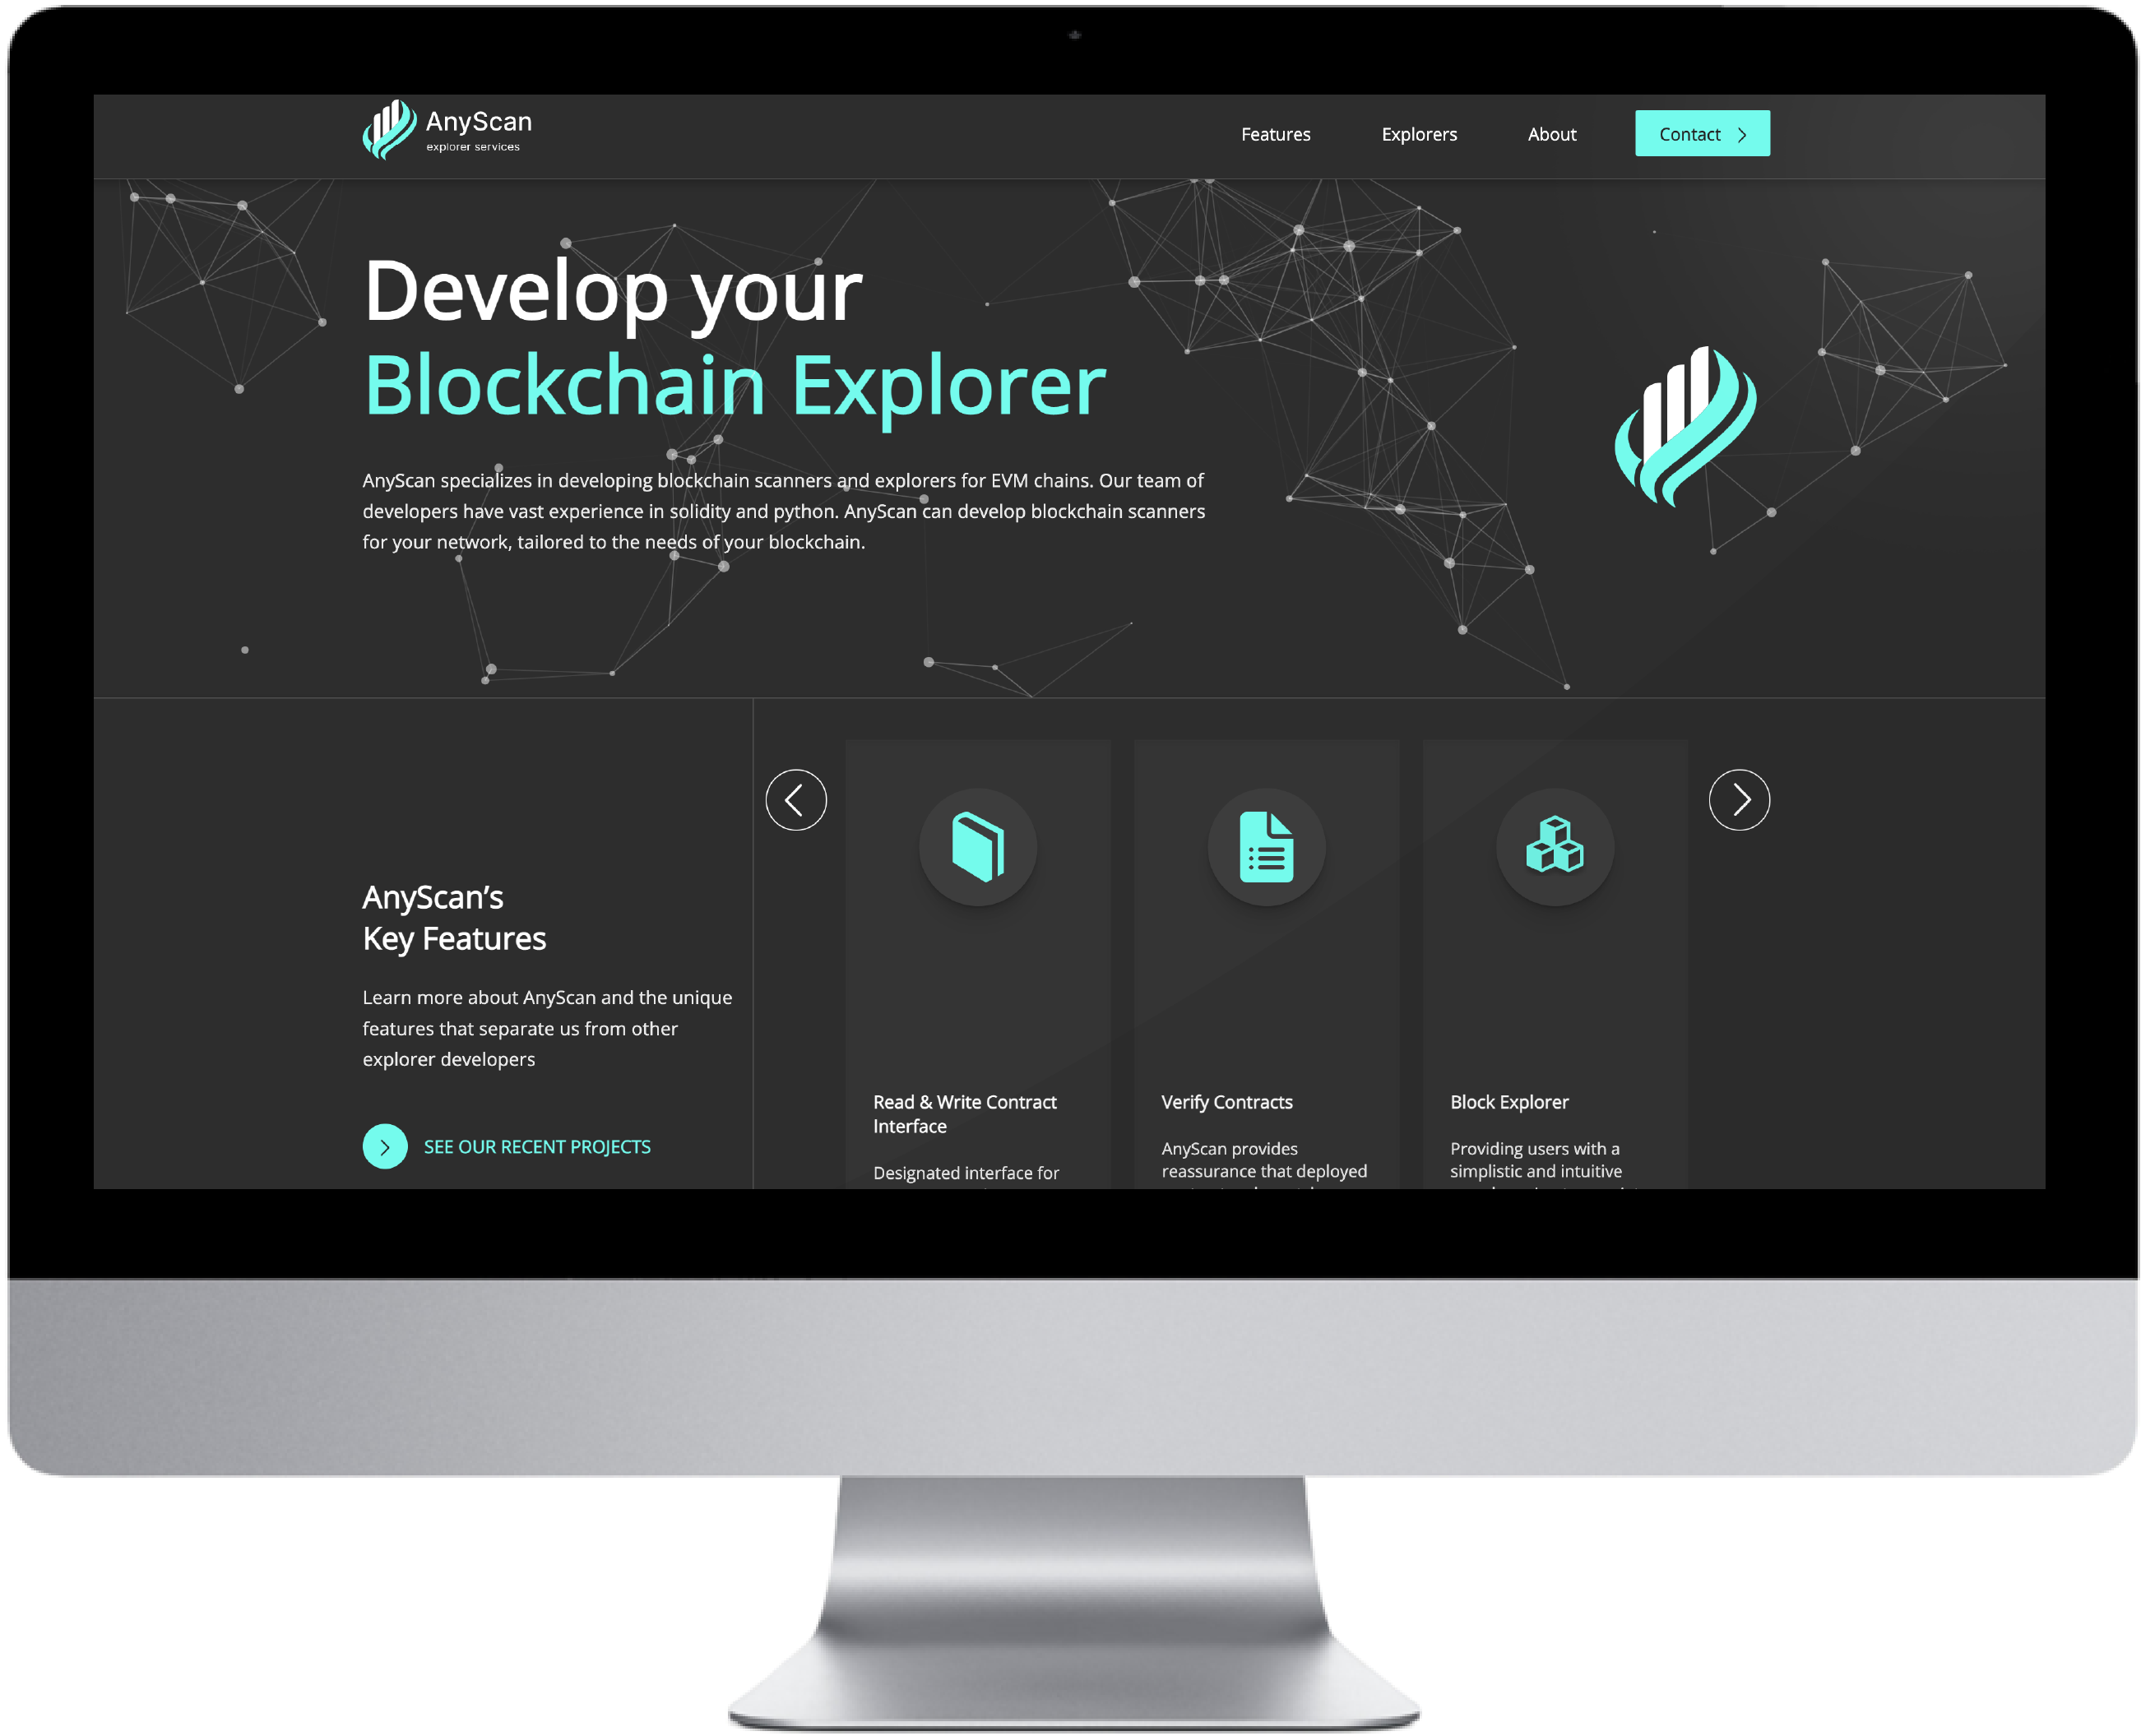 AnyScan
explorer services
Features
Explorers
About
Contact
Develop your
Blockchain Explorer
AnyScan specializes in developing blockchain scanners and explorers for EVM chains. Our team of
developers have vast experience in solidity and python. AnyScan can develop blockchain scanners
for your network, tailored to the needs of your blockchain.
AnyScan’s
Key Features
Learn more about AnyScan and the unique
features that separate us from other
explorer developers
SEE OUR RECENT PROJECTS
Read & Write Contract
Interface
Designated interface for
Verify Contracts
AnyScan provides
reassurance that deployed
Block Explorer
Providing users with a
simplistic and intuitive